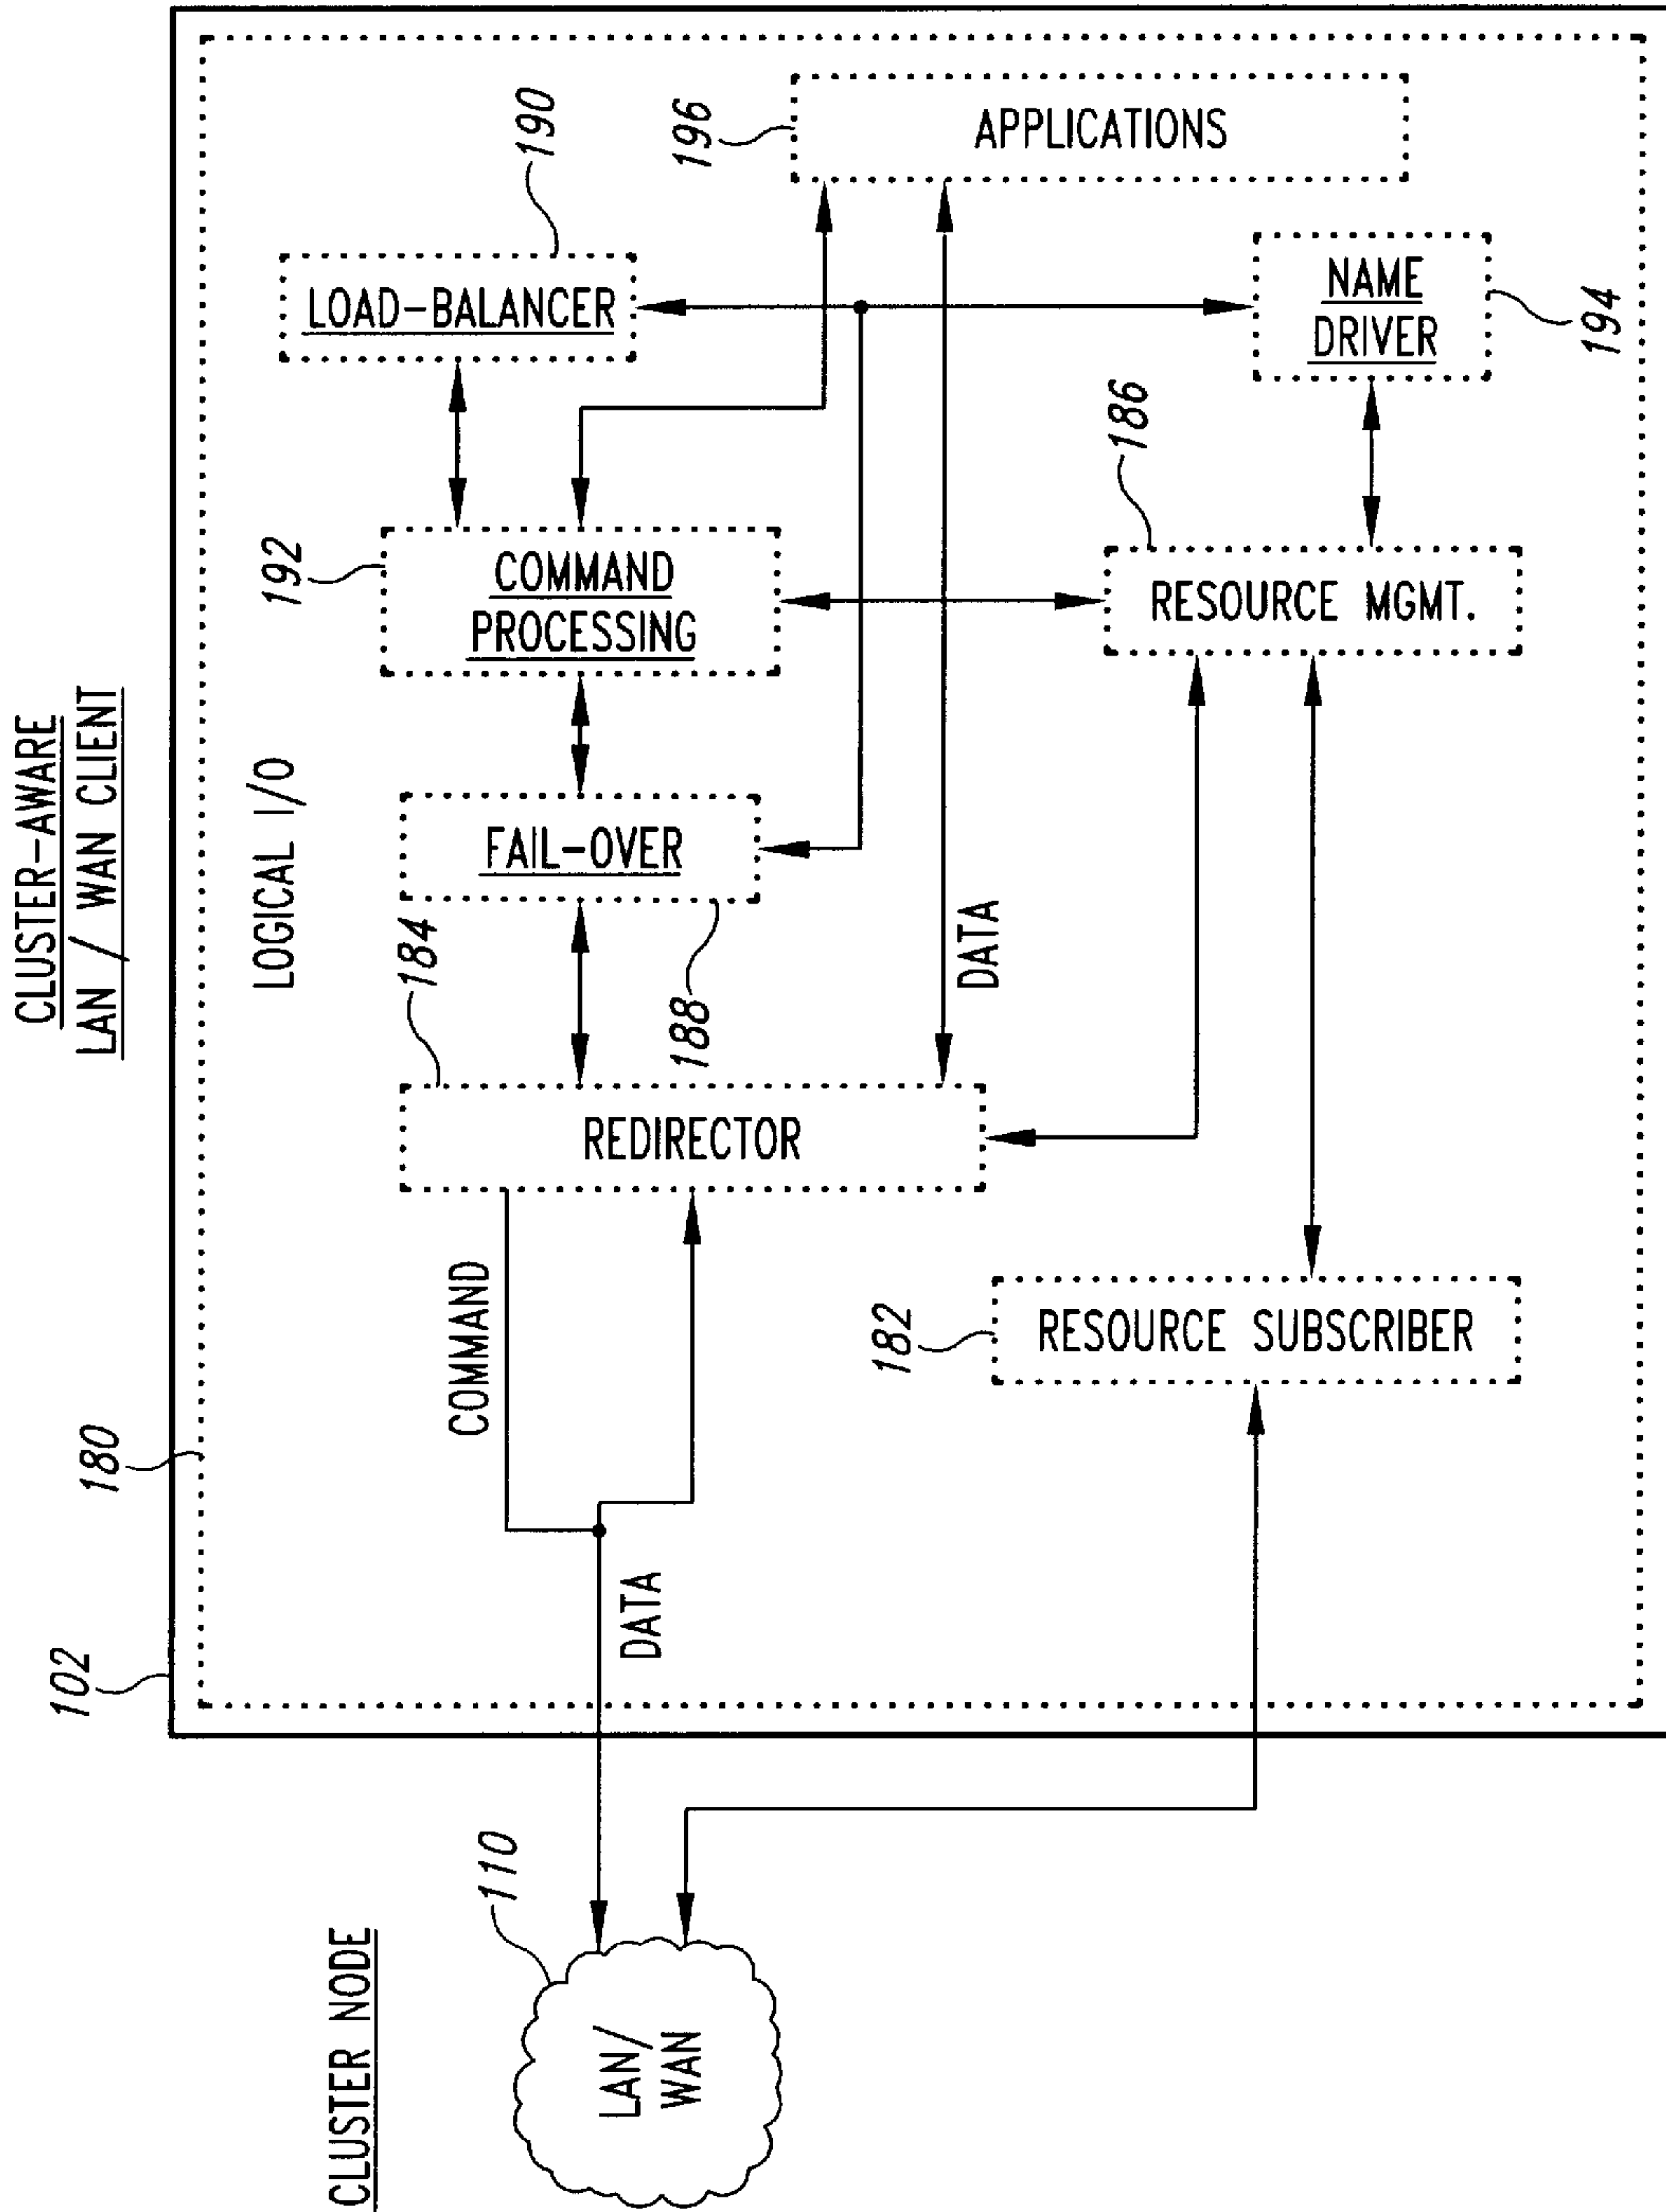 CLUSTER-AWARE
LAN / WAN CLIENT
CLUSTER NODE
102
180
LOGICAL I/O
110
LAN/
WAN
DATA
COMMAND
184
REDIRECTOR
188
FAIL-OVER
192
COMMAND
PROCESSING
190
LOAD-BALANCER
196
APPLICATIONS
DATA
182
RESOURCE SUBSCRIBER
186
RESOURCE MGMT.
NAME
DRIVER
194